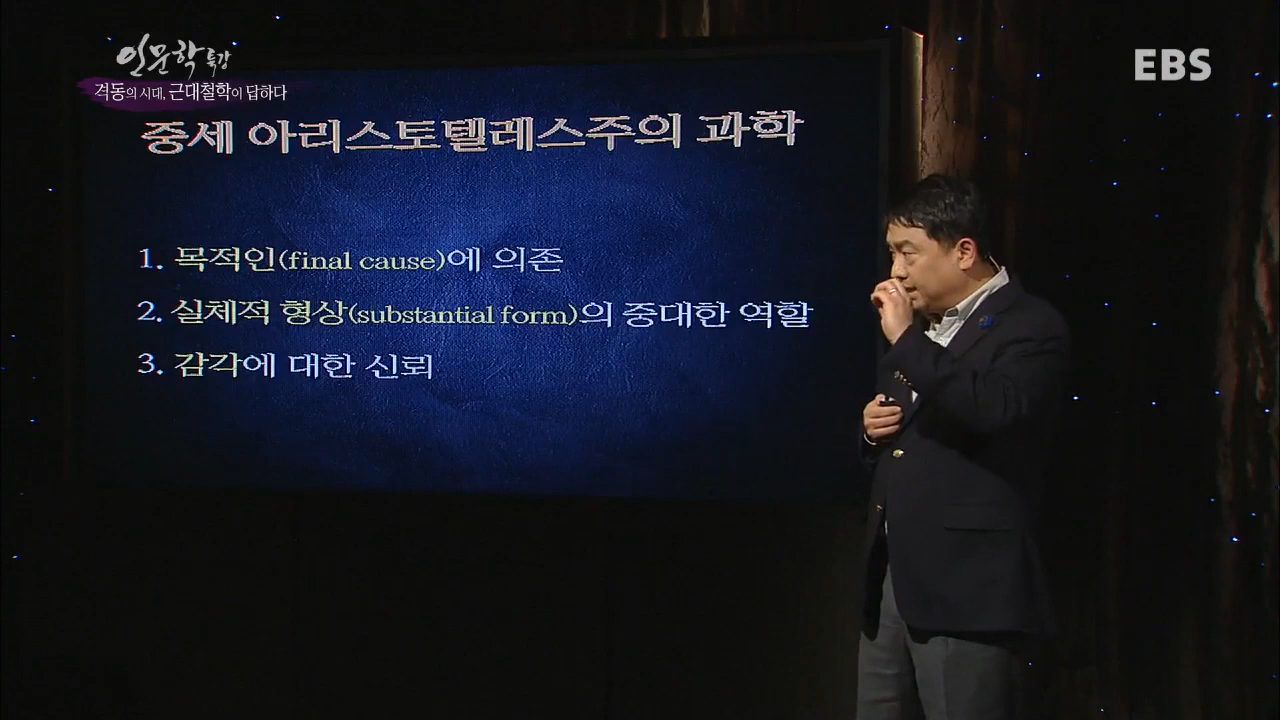 인문학 특강
EBS
격동의 시대, 근대철학이 답하다
중세 아리스토텔레스주의 과학
1. 목적인(final cause)에 의존
2. 실체적 형상(substantial form)의 중대한 역할
3. 감각에 대한 신뢰